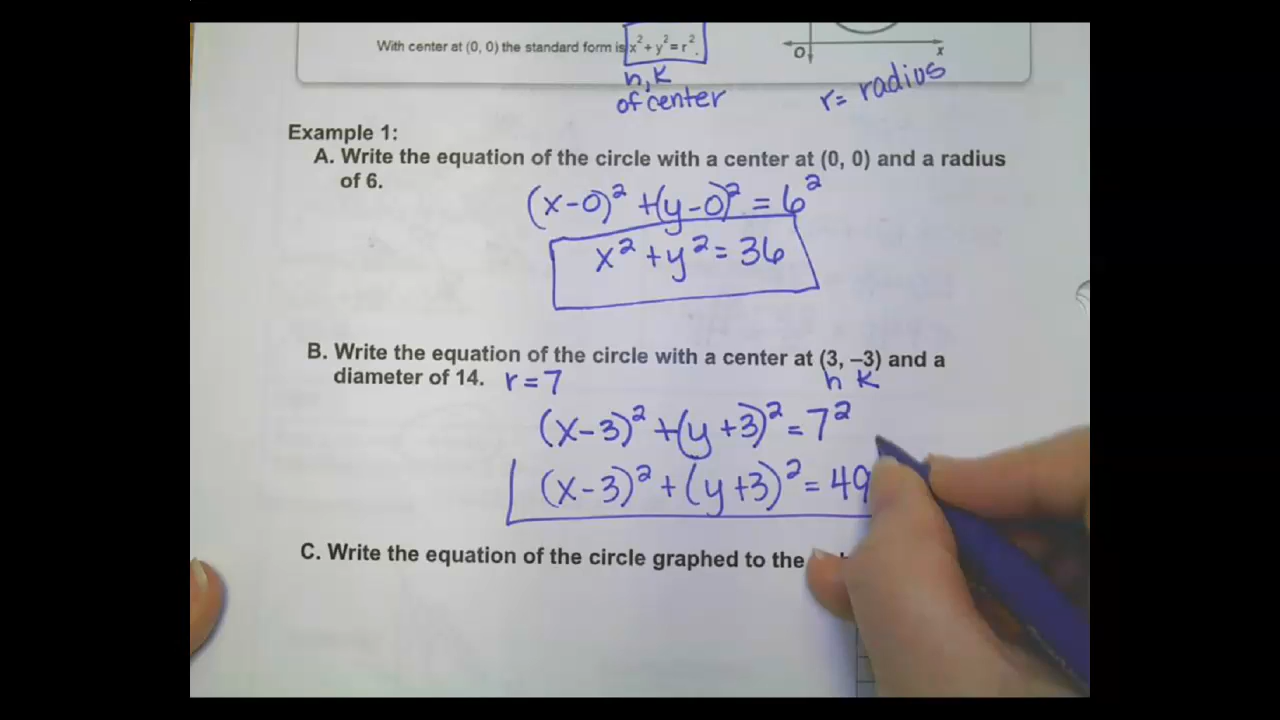 With center at (0, 0) the standard form is x² + y² = r².
h, k
of center
O
x
r = radius
Example 1:
A. Write the equation of the circle with a center at (0, 0) and a radius
of 6.
(x-0)² + (y-0)² = 6²
x² + y² = 36
B. Write the equation of the circle with a center at (3, –3) and a
diameter of 14. r = 7
h k
(x-3)² + (y+3)² = 7²
(x-3)² + (y+3)² = 49
C. Write the equation of the circle graphed to the